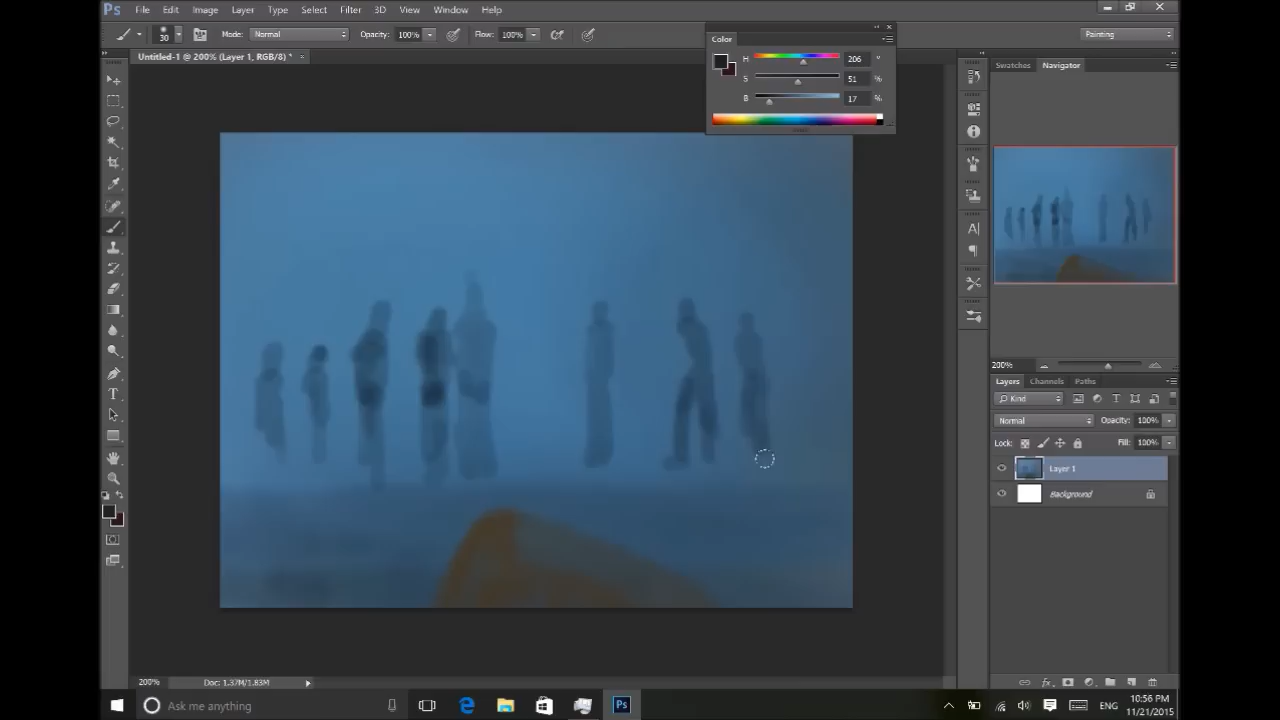 Ps File Edit Image Layer Type Select Filter 3D View Window Help
30 Mode: Normal Opacity: 100% Flow: 100% Painting
Untitled-1 @ 200% (Layer 1, RGB/8) * ×
Color
H 206 °
S 51 %
B 17 %
Swatches Navigator
200%
Layers Channels Paths
Kind
Normal Opacity: 100%
Lock: Fill: 100%
Layer 1
Background
200% Doc: 1.37M/1.83M
Ask me anything
Ps
ENG
10:56 PM
11/21/2015